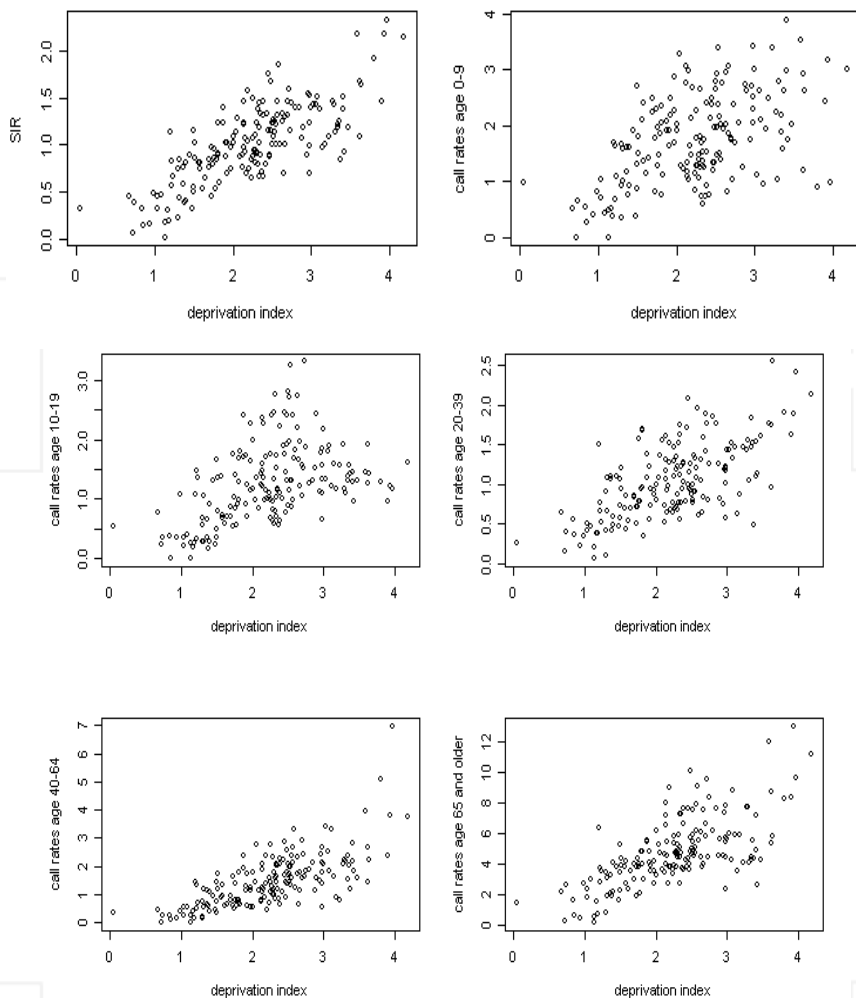 SIR
0.0 0.5 1.0 1.5 2.0
0 1 2 3 4
deprivation index
call rates age 0-9
0 1 2 3 4
0 1 2 3 4
deprivation index
call rates age 10-19
0.0 1.0 2.0 3.0
0 1 2 3 4
deprivation index
call rates age 20-39
0.0 0.5 1.0 1.5 2.0 2.5
0 1 2 3 4
deprivation index
call rates age 40-64
0 1 2 3 4 5 6 7
0 1 2 3 4
deprivation index
call rates age 65 and older
0 2 4 6 8 10 12
0 1 2 3 4
deprivation index